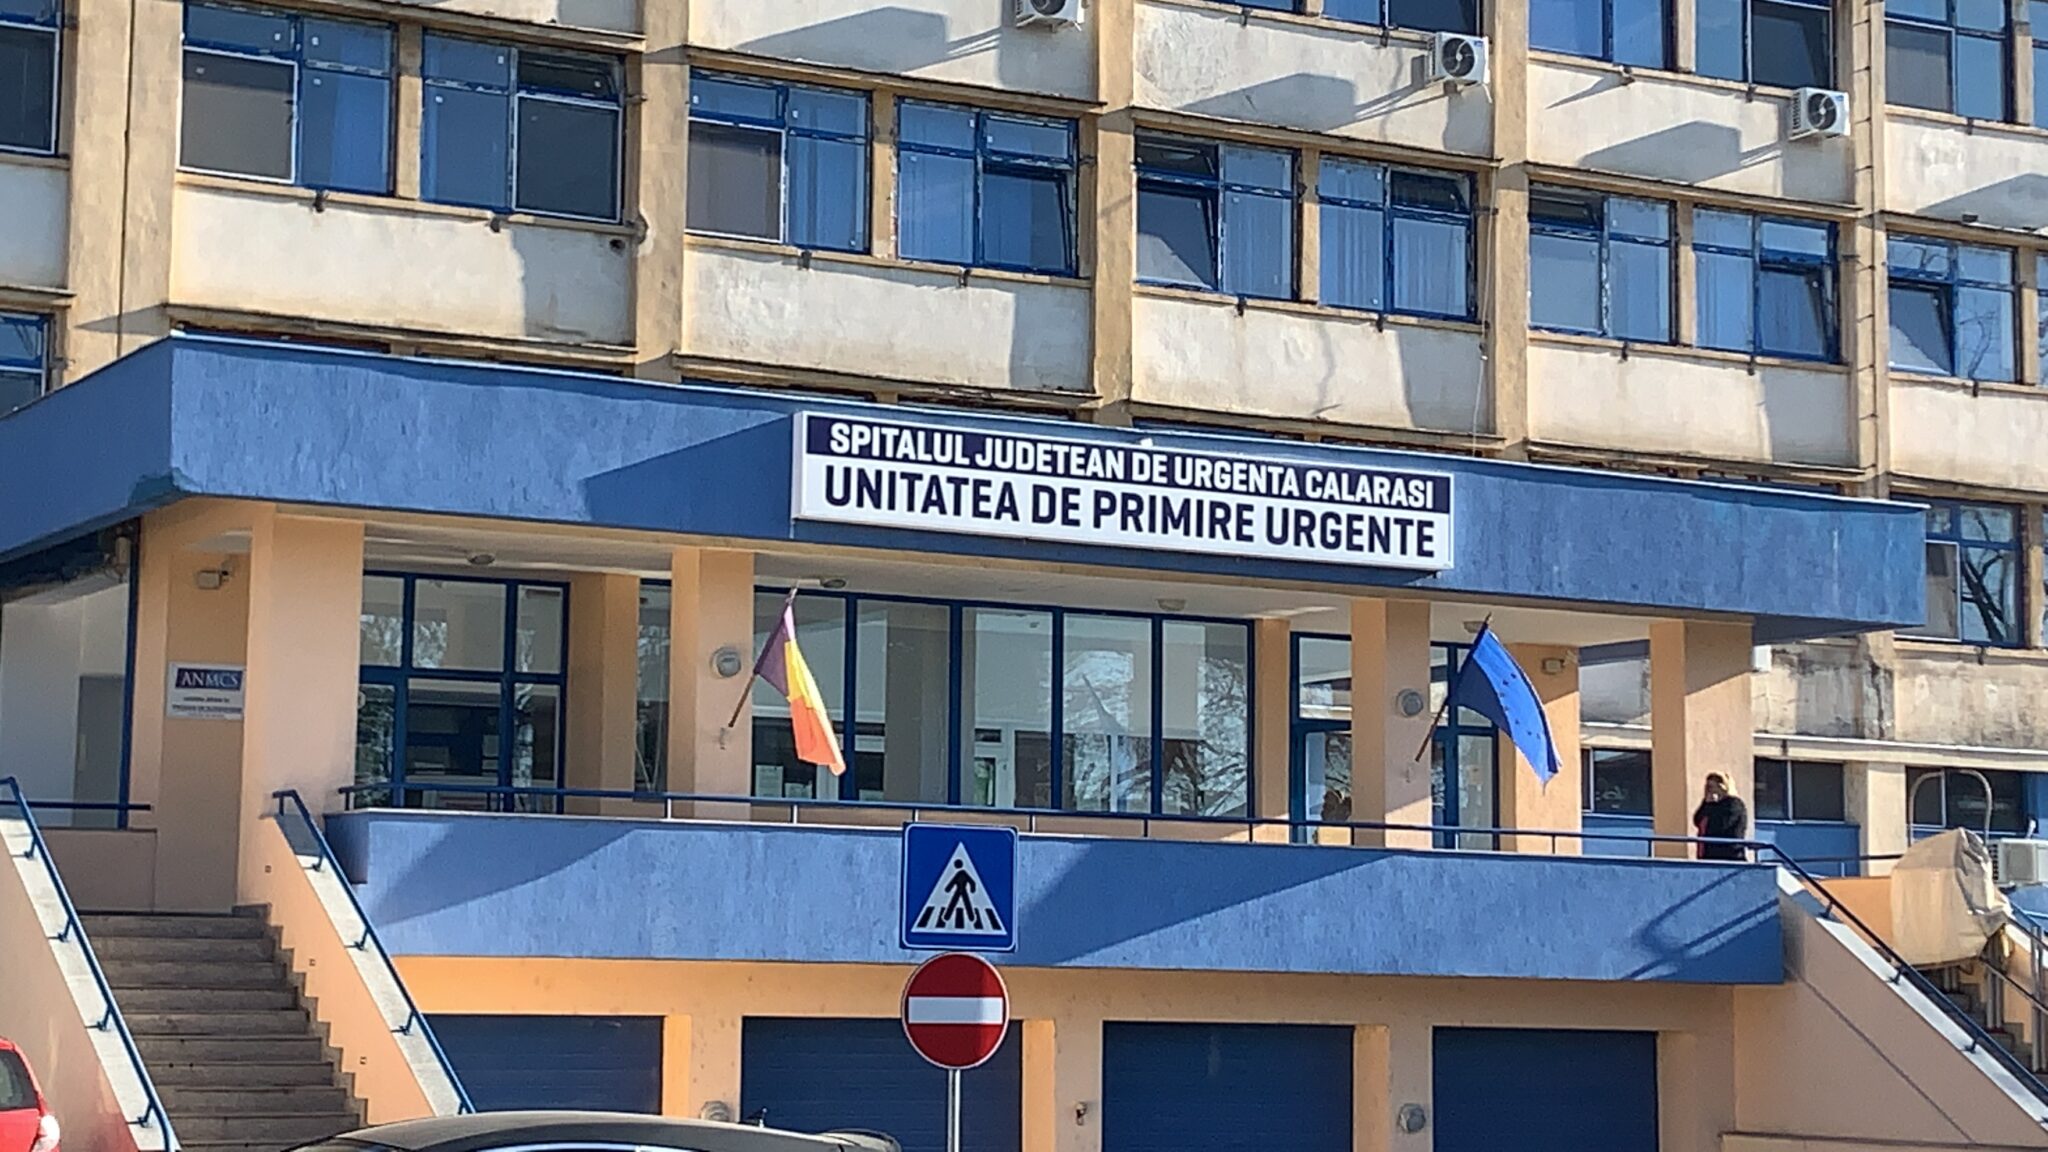 SPITALUL JUDETEAN DE URGENTA CALARASI
UNITATEA DE PRIMIRE URGENTE
ANMCS